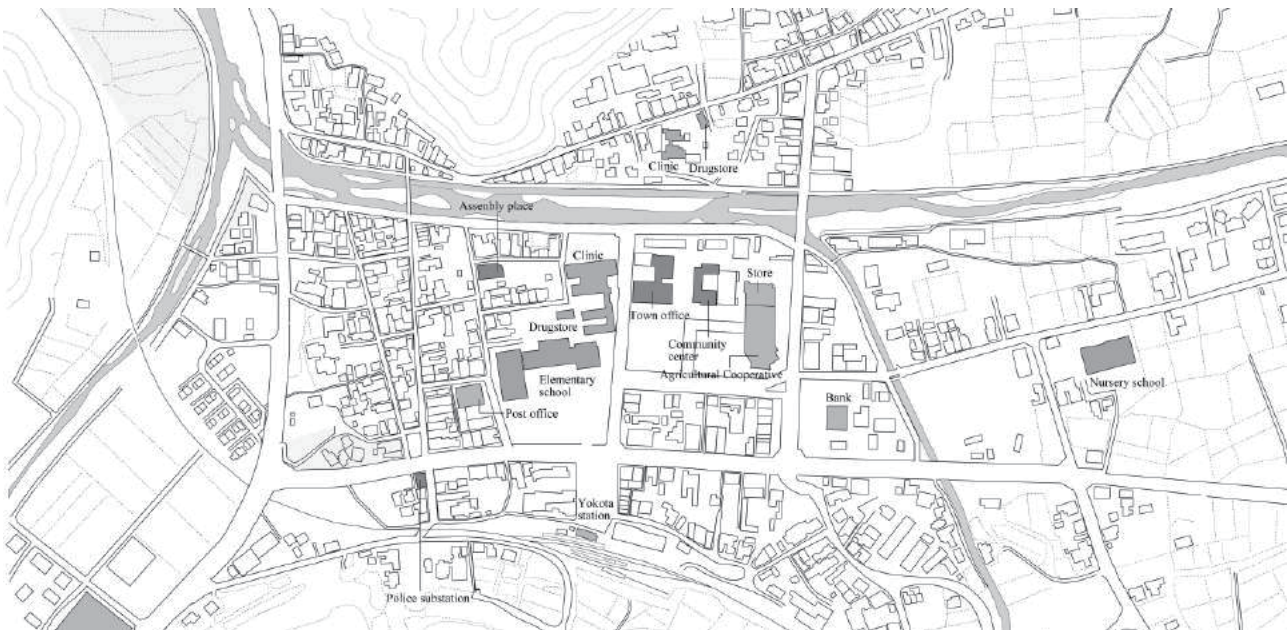 Clinic
Drugstore
Assenbly place
Clinic
Store
Town office
Drugstore
Community
center
Elementary
school
Agricultural Cooperative
Nursery school
Bank
Post office
Yokota
station
Police substation